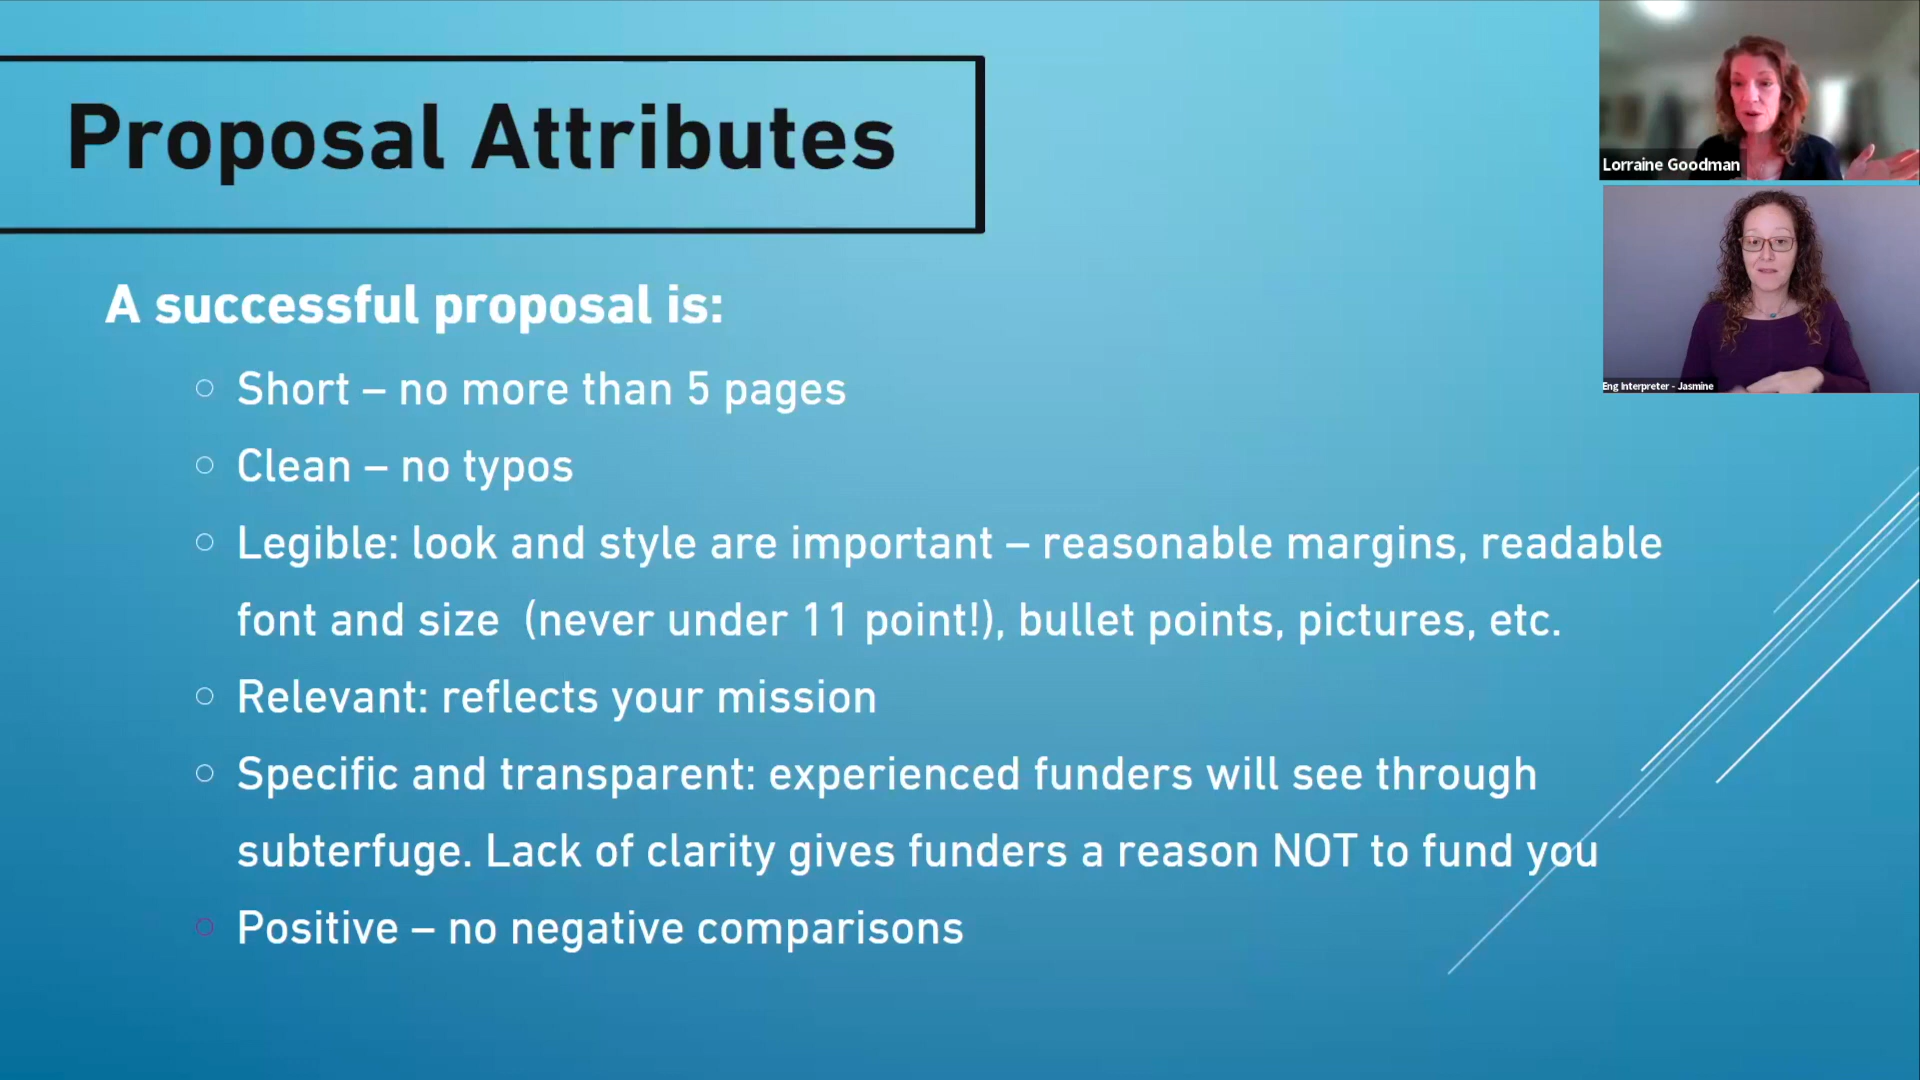 Proposal Attributes
A successful proposal is:
○ Short – no more than 5 pages
○ Clean – no typos
○ Legible: look and style are important – reasonable margins, readable
font and size  (never under 11 point!), bullet points, pictures, etc.
○ Relevant: reflects your mission
○ Specific and transparent: experienced funders will see through
subterfuge. Lack of clarity gives funders a reason NOT to fund you
○ Positive – no negative comparisons
Lorraine Goodman
Eng Interpreter - Jasmine